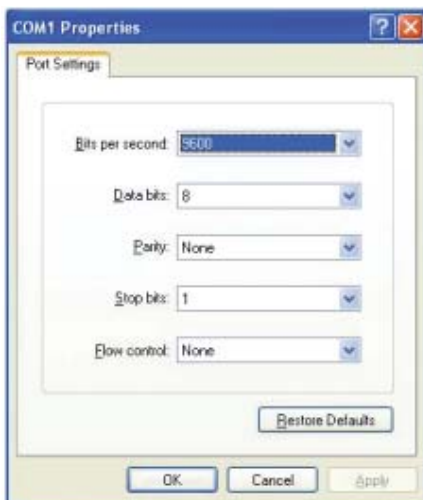 COM1 Properties
Port Settings
Bits per second: 9600
Data bits: 8
Parity: None
Stop bits: 1
Flow control: None
Restore Defaults
OK Cancel Apply